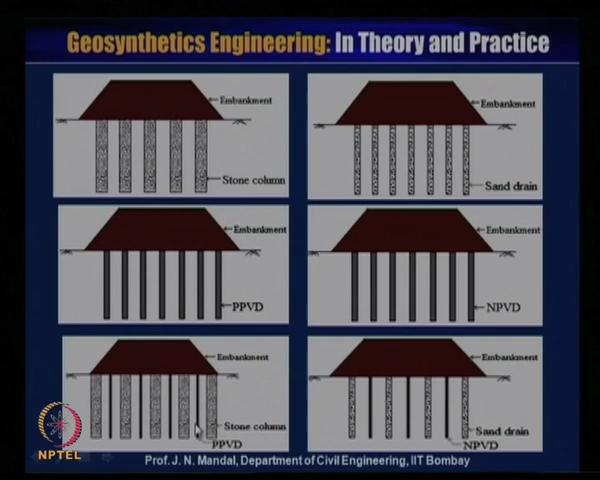 Geosynthetics Engineering: In Theory and Practice
Embankment
Stone column
Embankment
Sand drain
Embankment
PPVD
Embankment
NPVD
Embankment
Stone column
PPVD
Embankment
Sand drain
NPVD
NPTEL
Prof. J. N. Mandal, Department of Civil Engineering, IIT Bombay